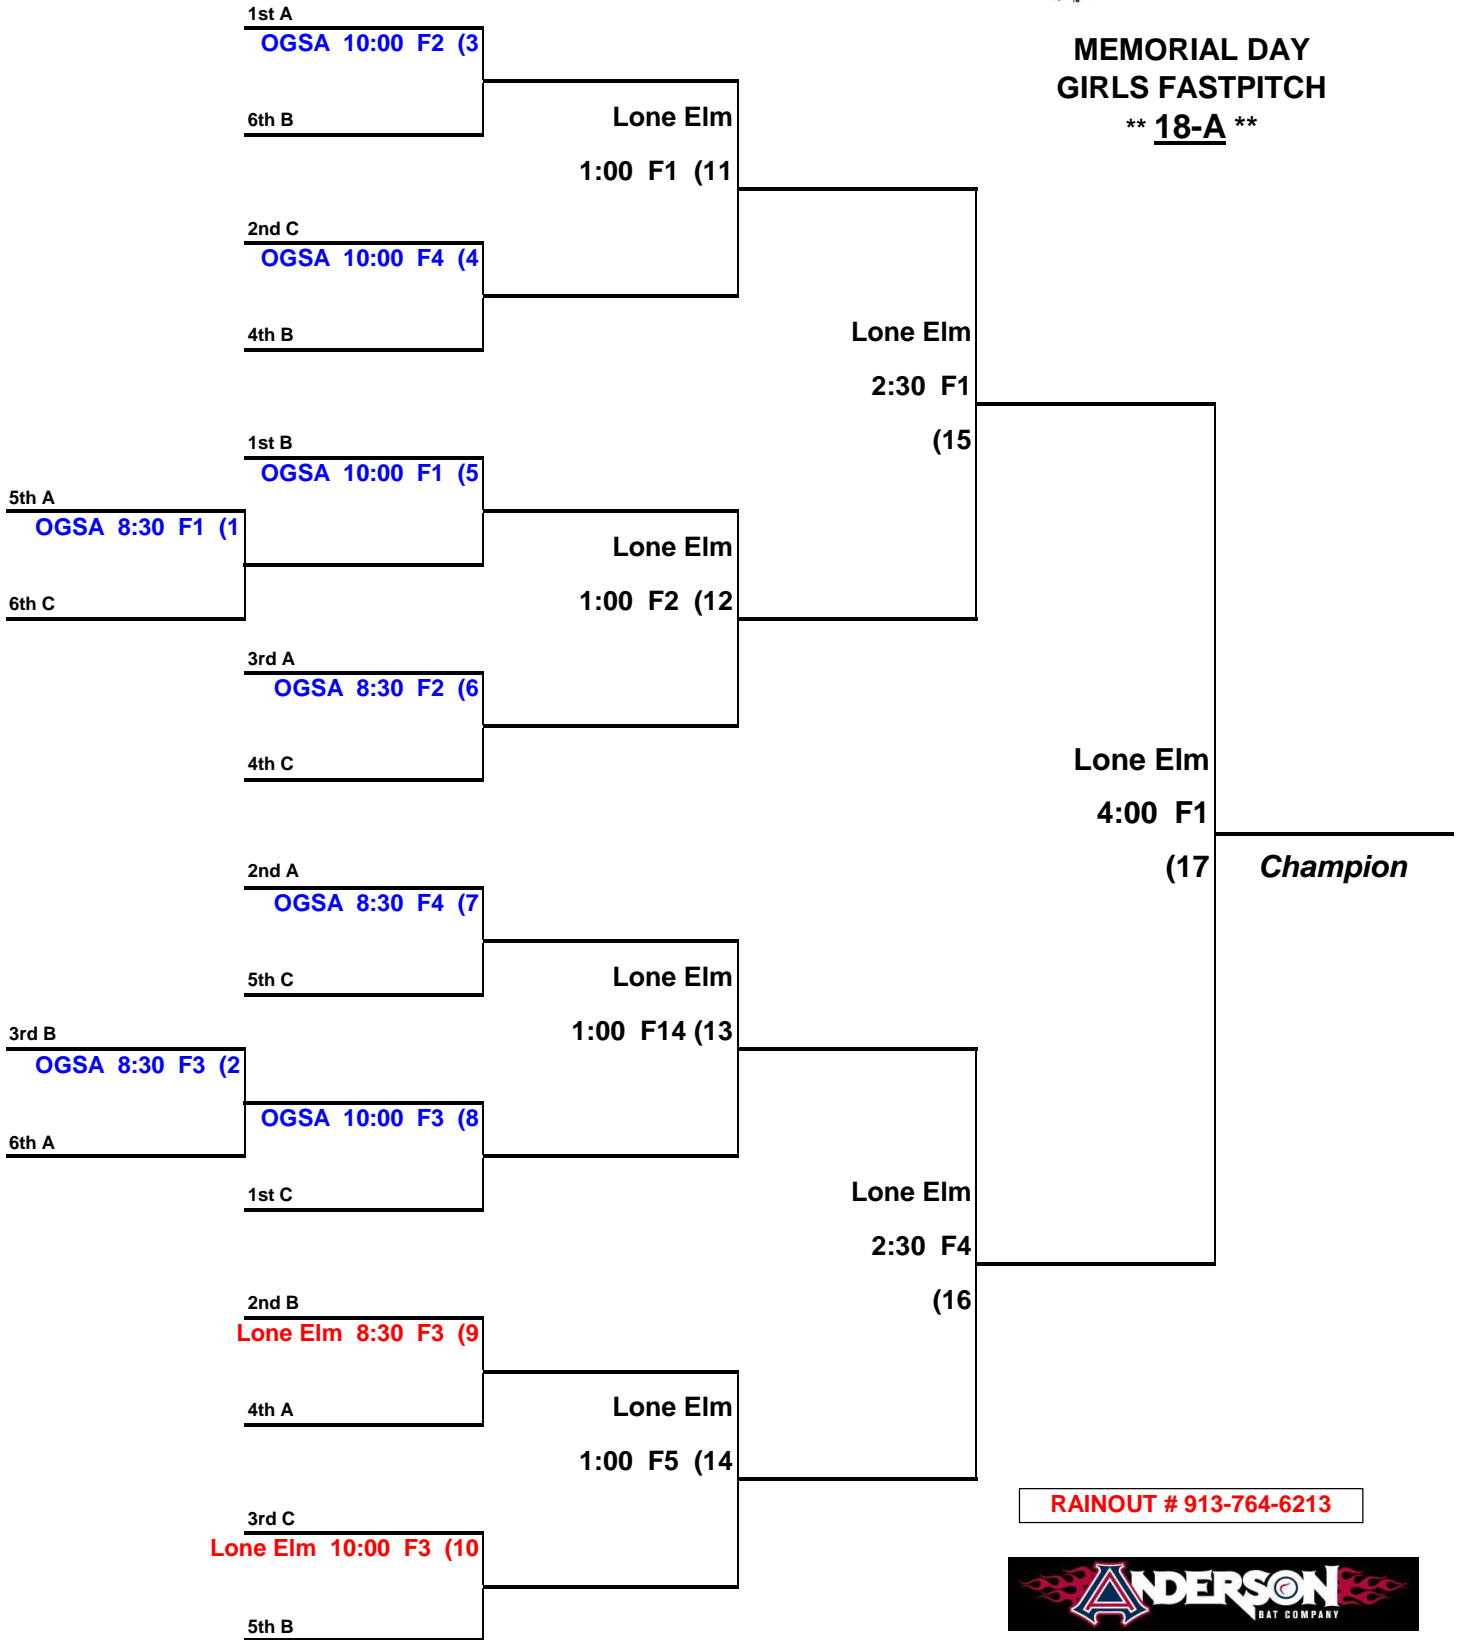 1st A
OGSA 10:00 F2 (3
MEMORIAL DAY
GIRLS FASTPITCH
** 18-A **
6th B
Lone Elm
1:00 F1 (11
2nd C
OGSA 10:00 F4 (4
4th B
Lone Elm
2:30 F1
(15
1st B
OGSA 10:00 F1 (5
5th A
OGSA 8:30 F1 (1
Lone Elm
1:00 F2 (12
6th C
3rd A
OGSA 8:30 F2 (6
4th C
Lone Elm
4:00 F1
(17
Champion
2nd A
OGSA 8:30 F4 (7
5th C
Lone Elm
1:00 F14 (13
3rd B
OGSA 8:30 F3 (2
OGSA 10:00 F3 (8
6th A
1st C
Lone Elm
2:30 F4
(16
2nd B
Lone Elm 8:30 F3 (9
4th A
Lone Elm
1:00 F5 (14
RAINOUT # 913-764-6213
3rd C
Lone Elm 10:00 F3 (10
5th B
ANDERSON
BAT COMPANY